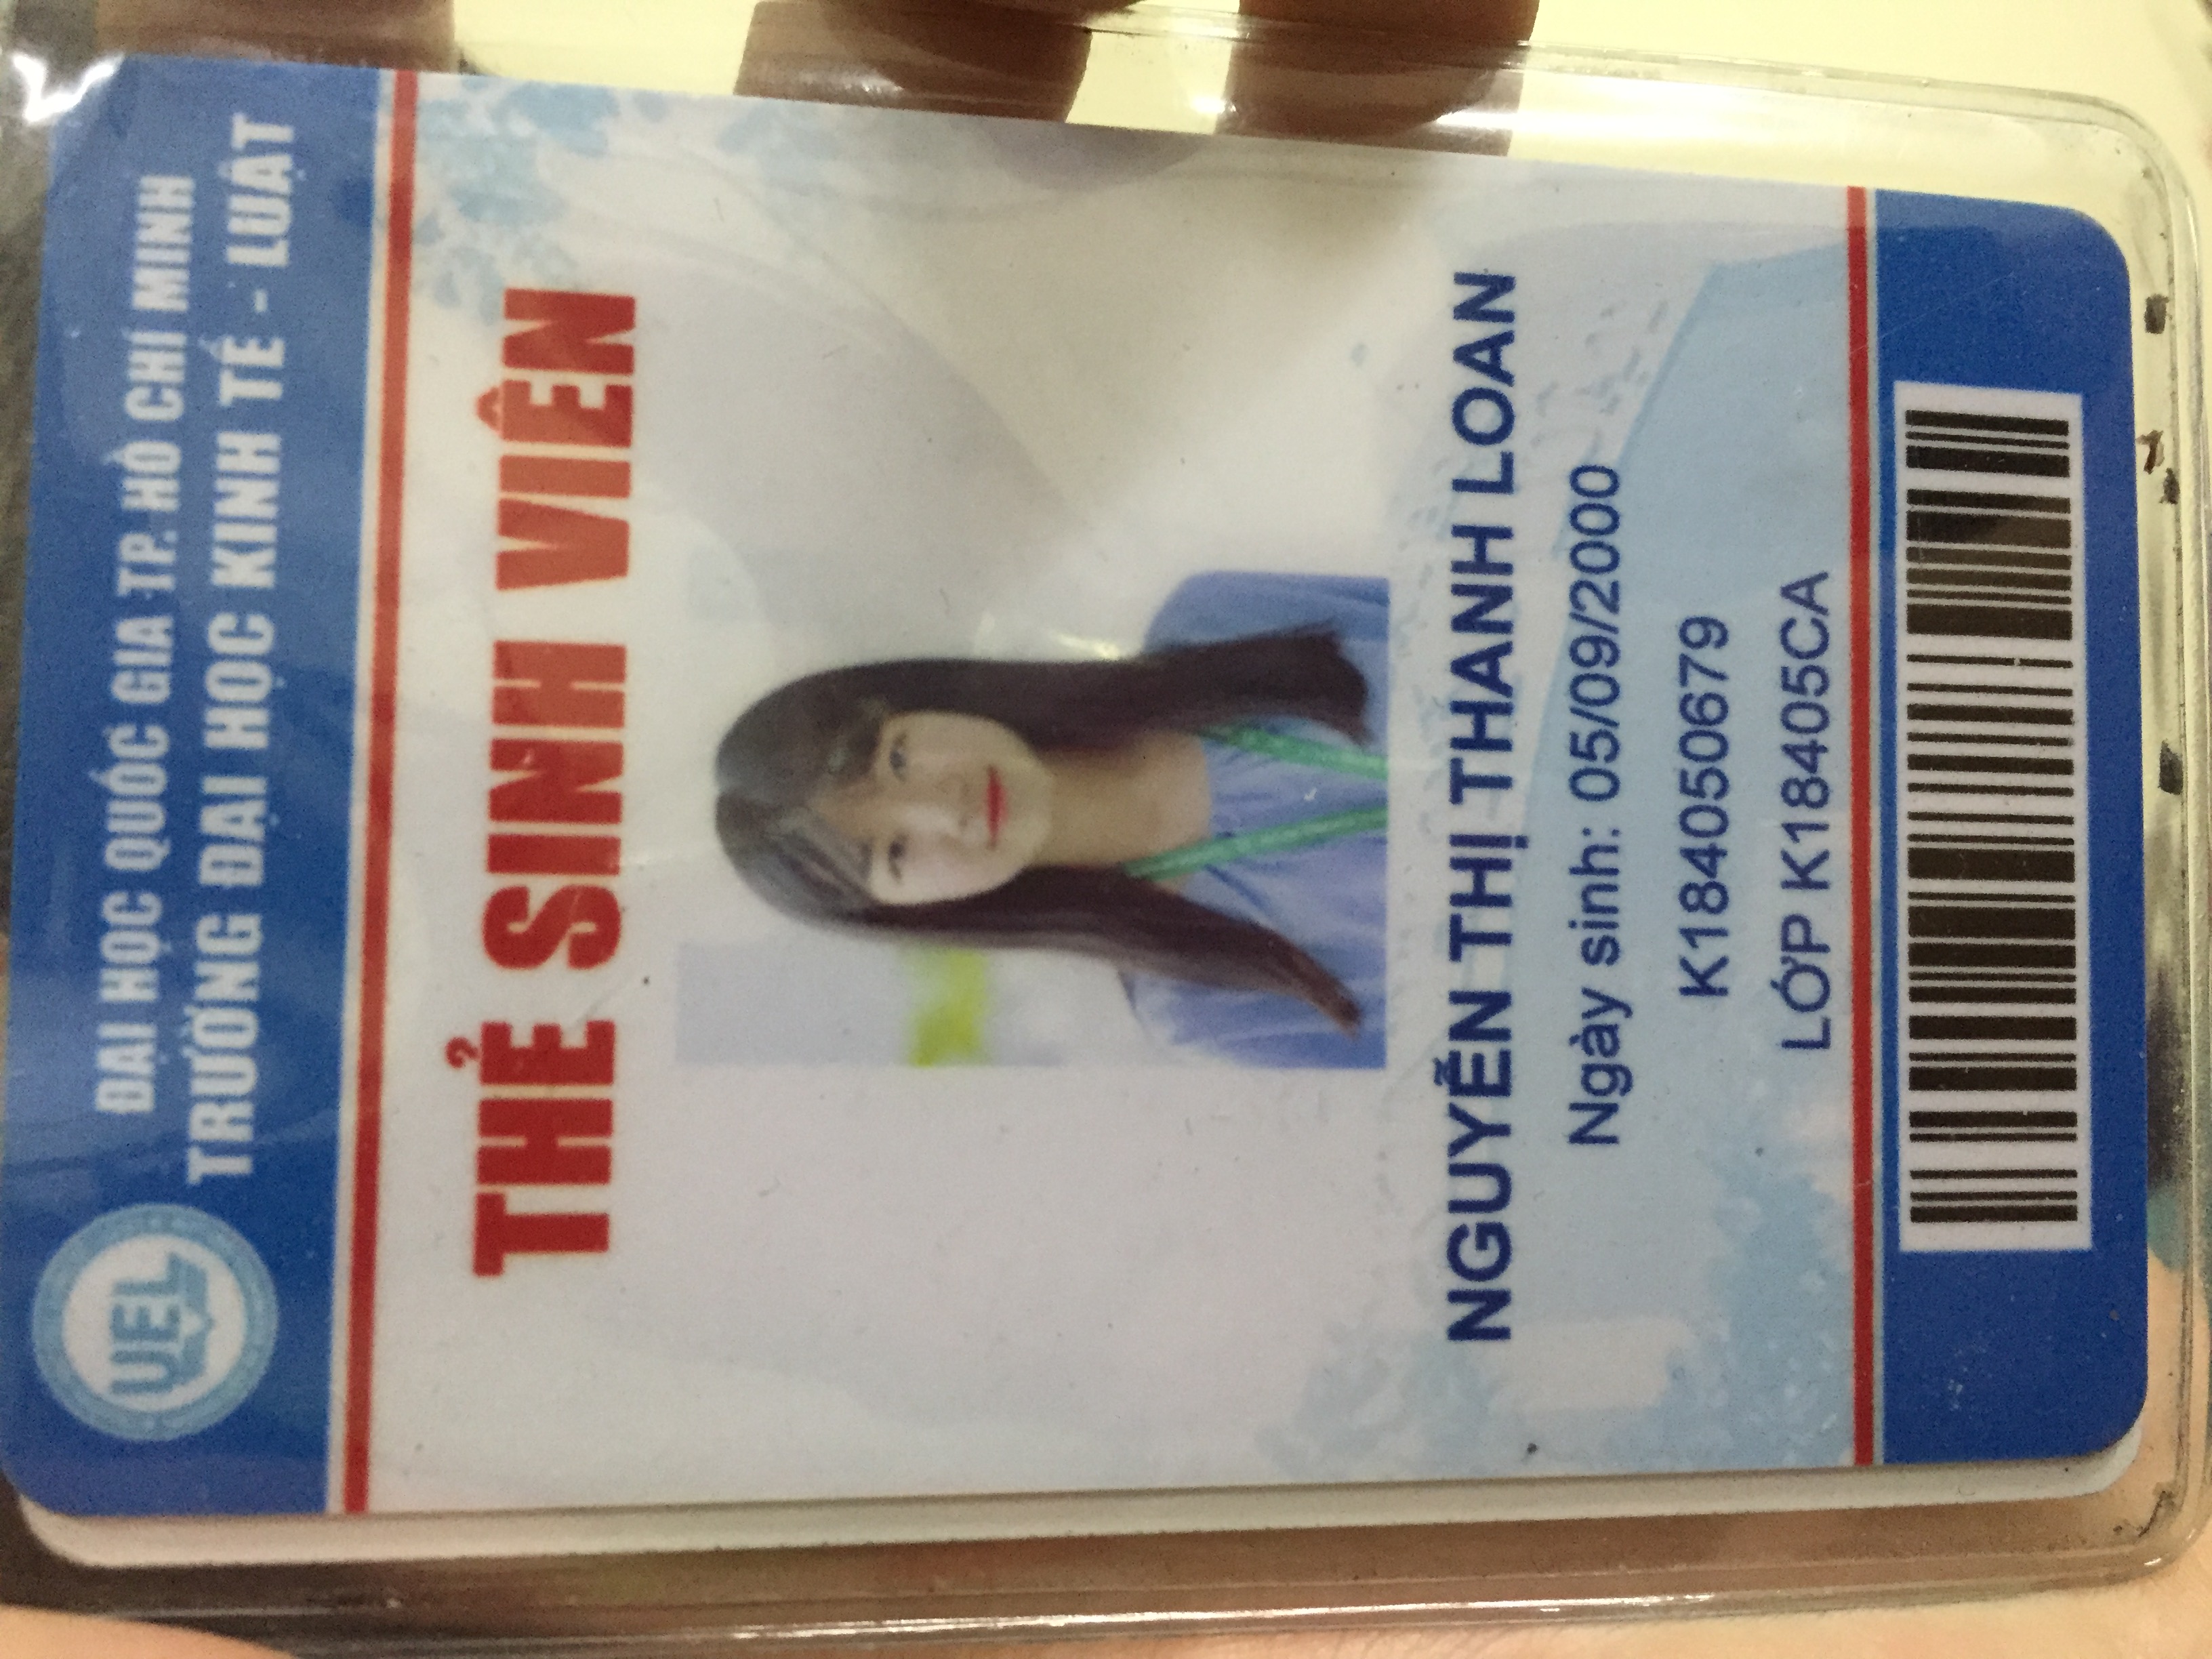 UEL
ĐẠI HỌC QUỐC GIA TP. HỒ CHÍ MINH
TRƯỜNG ĐẠI HỌC KINH TẾ - LUẬT
THẺ SINH VIÊN
NGUYỄN THỊ THANH LOAN
Ngày sinh: 05/09/2000
K184050679
LỚP K18405CA